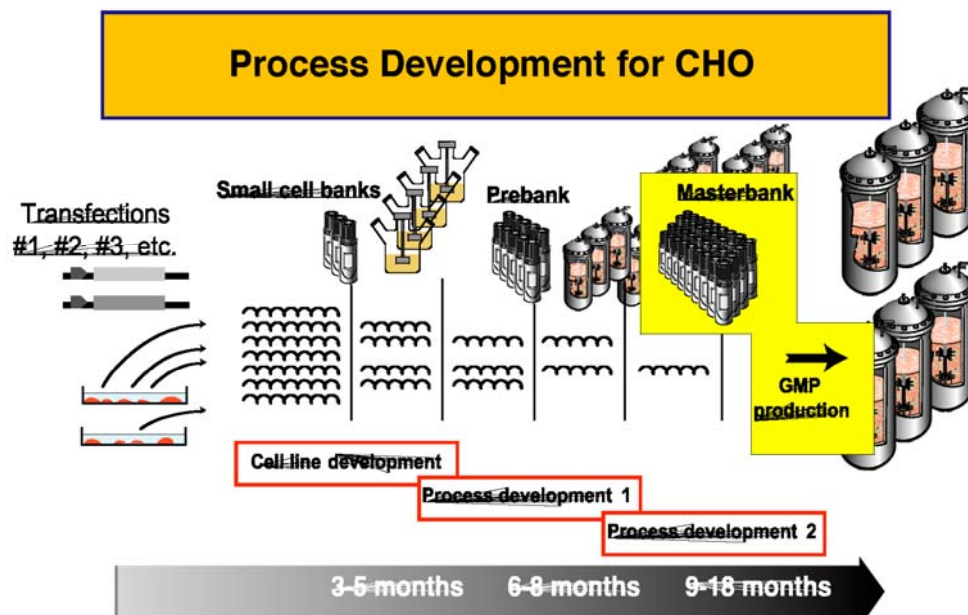 Process Development for CHO
Small cell banks
Prebank
Masterbank
Transfections
#1, #2, #3, etc.
GMP
production
Cell line development
Process development 1
Process development 2
3-5 months
6-8 months
9-18 months